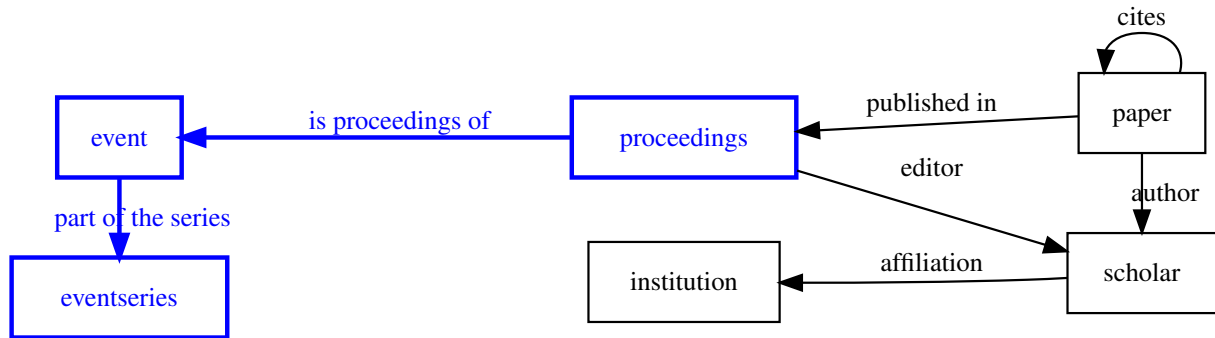 cites
published in
paper
event
is proceedings of
proceedings
editor
author
part of the series
affiliation
scholar
institution
eventseries